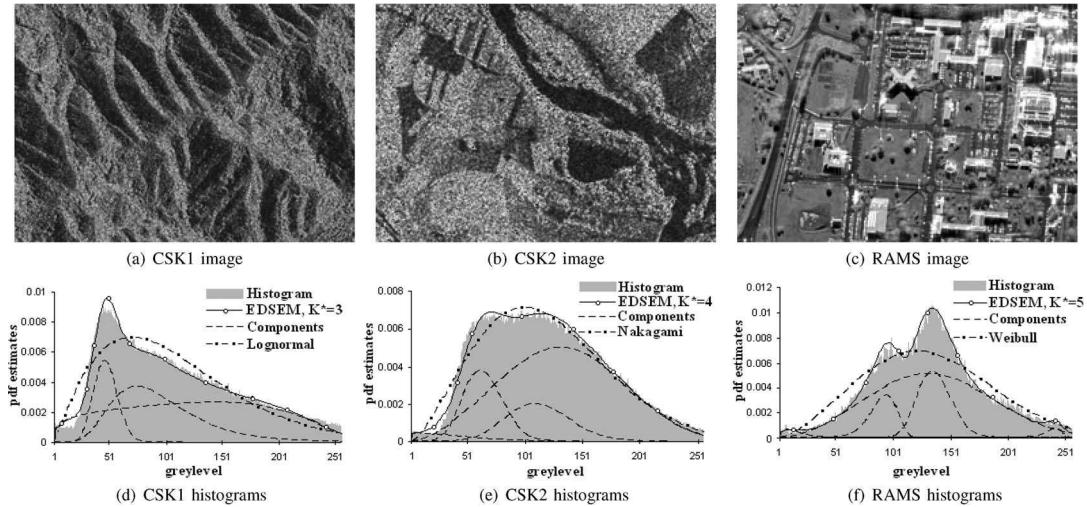 (a) CSK1 image
(b) CSK2 image
(c) RAMS image
0.01
0.008
0.006
0.004
0.002
0
pdf estimates
Histogram
EDSEM, K*=3
Components
Lognormal
1 51 101 151 201 251
greylevel
(d) CSK1 histograms
0.008
0.006
0.004
0.002
0
pdf estimates
Histogram
EDSEM, K*=4
Components
Nakagami
1 51 101 151 201 251
greylevel
(e) CSK2 histograms
0.012
0.01
0.008
0.006
0.004
0.002
0
pdf estimates
Histogram
EDSEM, K*=5
Components
Weibull
1 51 101 151 201 251
greylevel
(f) RAMS histograms